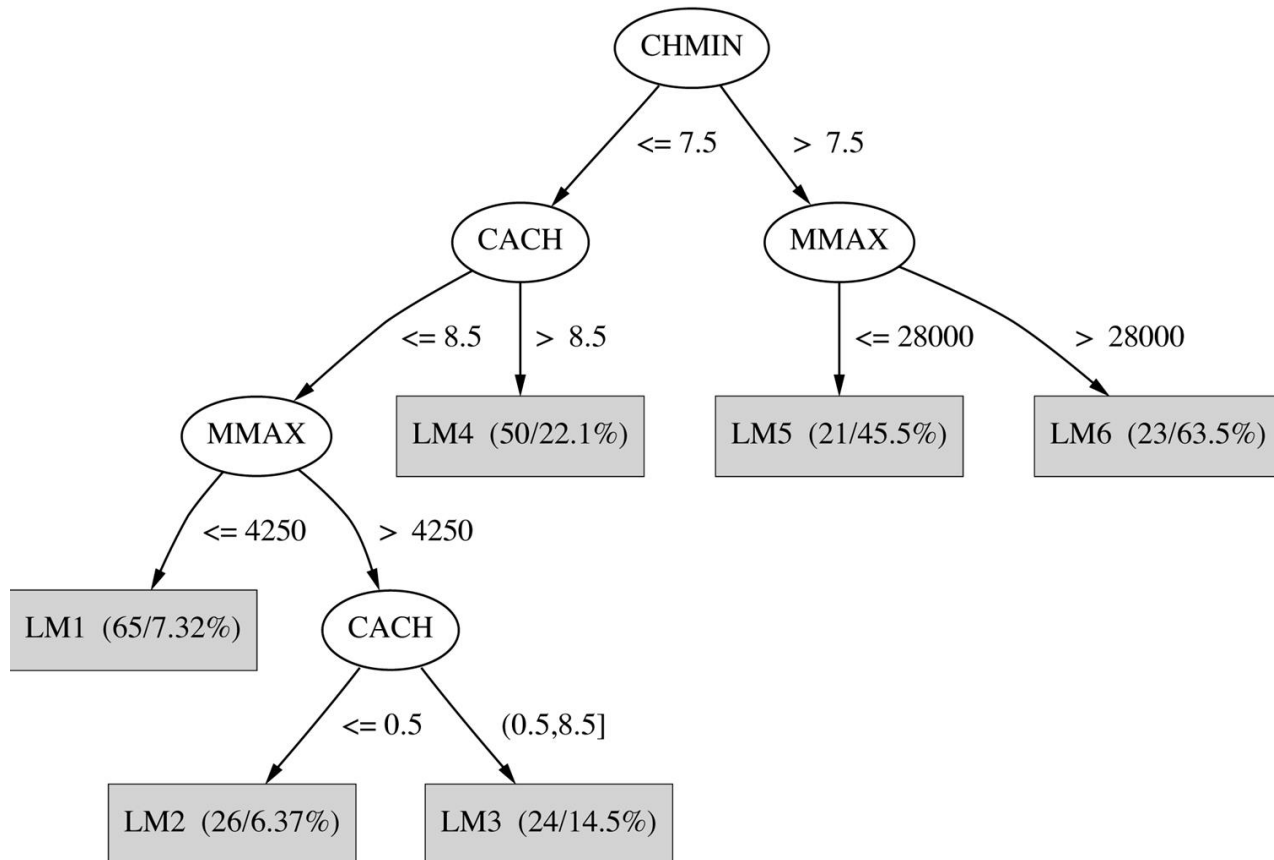 CHMIN
<= 7.5
> 7.5
CACH
MMAX
<= 8.5
> 8.5
<= 28000
> 28000
MMAX
LM4 (50/22.1%)
LM5 (21/45.5%)
LM6 (23/63.5%)
<= 4250
> 4250
LM1 (65/7.32%)
CACH
<= 0.5
(0.5,8.5]
LM2 (26/6.37%)
LM3 (24/14.5%)